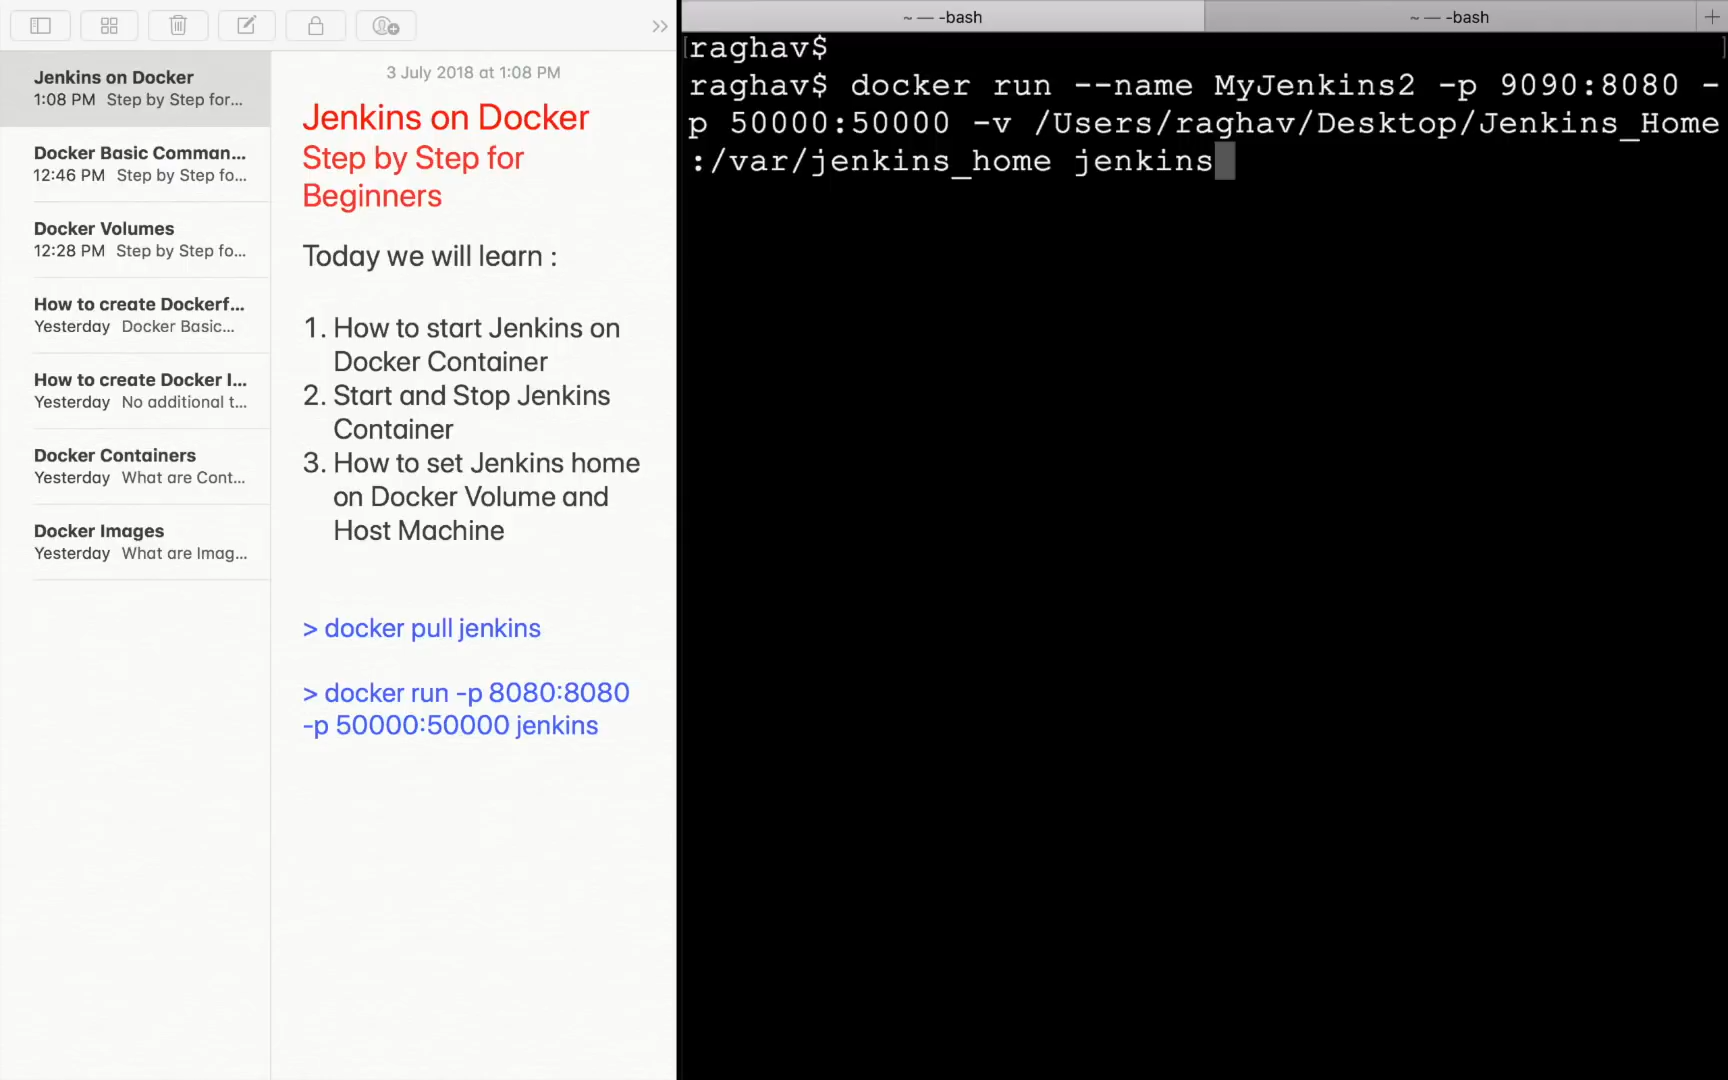 Jenkins on Docker
1:08 PM Step by Step for...
Docker Basic Comman...
12:46 PM Step by Step fo...
Docker Volumes
12:28 PM Step by Step fo...
How to create Dockerf...
Yesterday Docker Basic...
How to create Docker I...
Yesterday No additional t...
Docker Containers
Yesterday What are Cont...
Docker Images
Yesterday What are Imag...
3 July 2018 at 1:08 PM
Jenkins on Docker
Step by Step for
Beginners
Today we will learn :
1. How to start Jenkins on
Docker Container
2. Start and Stop Jenkins
Container
3. How to set Jenkins home
on Docker Volume and
Host Machine
> docker pull jenkins
> docker run -p 8080:8080
-p 50000:50000 jenkins
~ — -bash
~ — -bash
raghav$
raghav$ docker run --name MyJenkins2 -p 9090:8080 -
p 50000:50000 -v /Users/raghav/Desktop/Jenkins_Home
:/var/jenkins_home jenkins